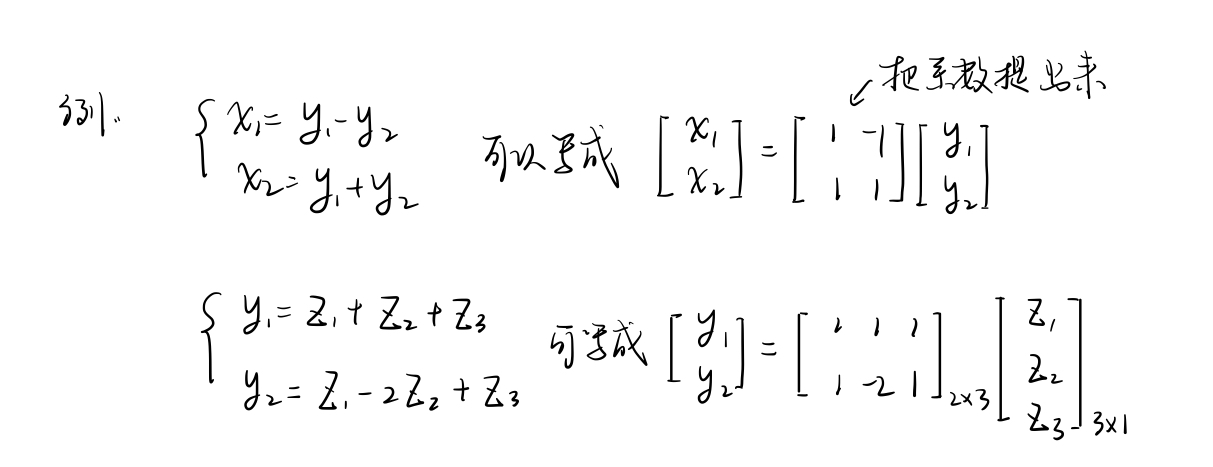 把系数提出来
例1. { x₁ = y₁ - y₂ 可以写成 [ x₁ ] = [ 1 -1 ] [ y₁ ]
x₂ = y₁ + y₂ [ x₂ ] [ 1 1 ] [ y₂ ]
{ y₁ = z₁ + z₂ + z₃ 可写成 [ y₁ ] = [ 1 1 1 ] [ z₁ ]
y₂ = z₁ - 2z₂ + z₃ [ y₂ ] [ 1 -2 1 ]₂ₓ₃ [ z₂ ]
[ z₃ ]₃ₓ₁